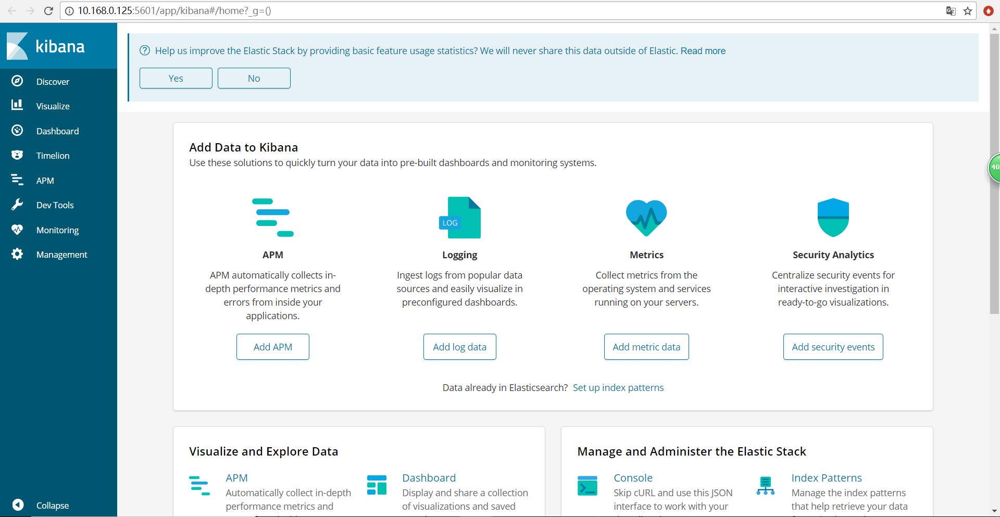 10.168.0.125:5601/app/kibana#/home?_g=()
kibana
Discover
Visualize
Dashboard
Timelion
APM
Dev Tools
Monitoring
Management
Collapse
Help us improve the Elastic Stack by providing basic feature usage statistics? We will never share this data outside of Elastic. Read more
Yes
No
Add Data to Kibana
Use these solutions to quickly turn your data into pre-built dashboards and monitoring systems.
APM
APM automatically collects in-
depth performance metrics and
errors from inside your
applications.
Add APM
LOG
Logging
Ingest logs from popular data
sources and easily visualize in
preconfigured dashboards.
Add log data
Metrics
Collect metrics from the
operating system and services
running on your servers.
Add metric data
Security Analytics
Centralize security events for
interactive investigation in
ready-to-go visualizations.
Add security events
Data already in Elasticsearch? Set up index patterns
40
Visualize and Explore Data
APM
Automatically collect in-depth
performance metrics and
Dashboard
Display and share a collection
of visualizations and saved
Manage and Administer the Elastic Stack
Console
Skip cURL and use this JSON
interface to work with your
Index Patterns
Manage the index patterns
that help retrieve your data